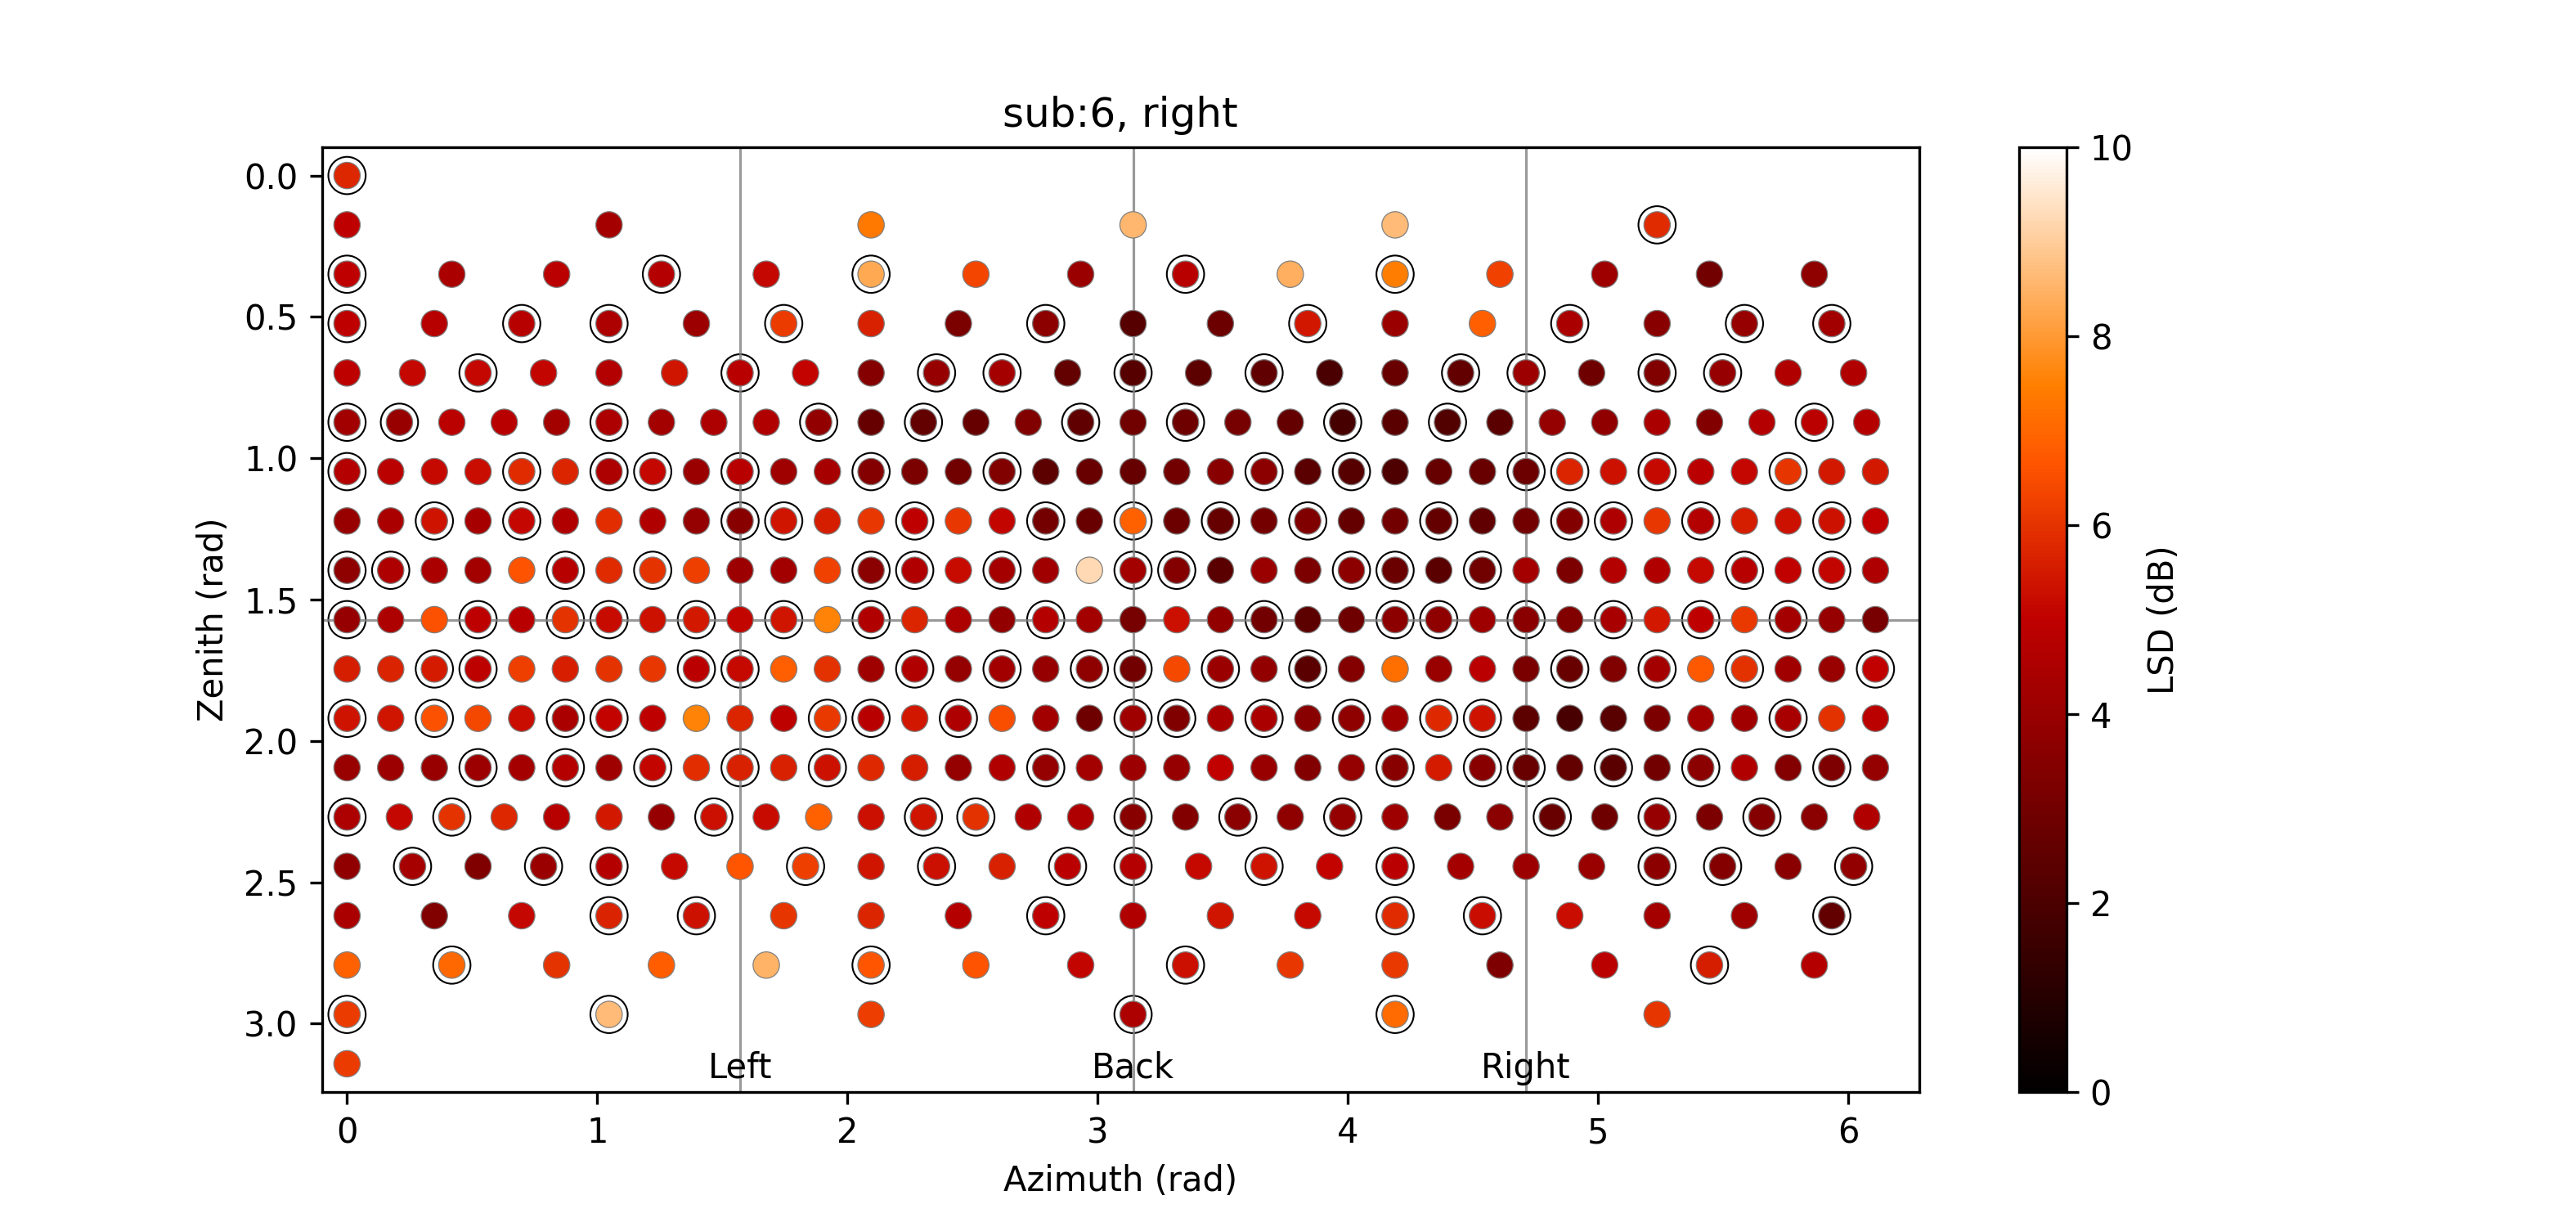 sub:6, right
0.0
0.5
1.0
1.5
2.0
2.5
3.0
Zenith (rad)
Left Back Right
0 1 2 3 4 5 6
Azimuth (rad)
10
8
6
4
2
0
LSD (dB)